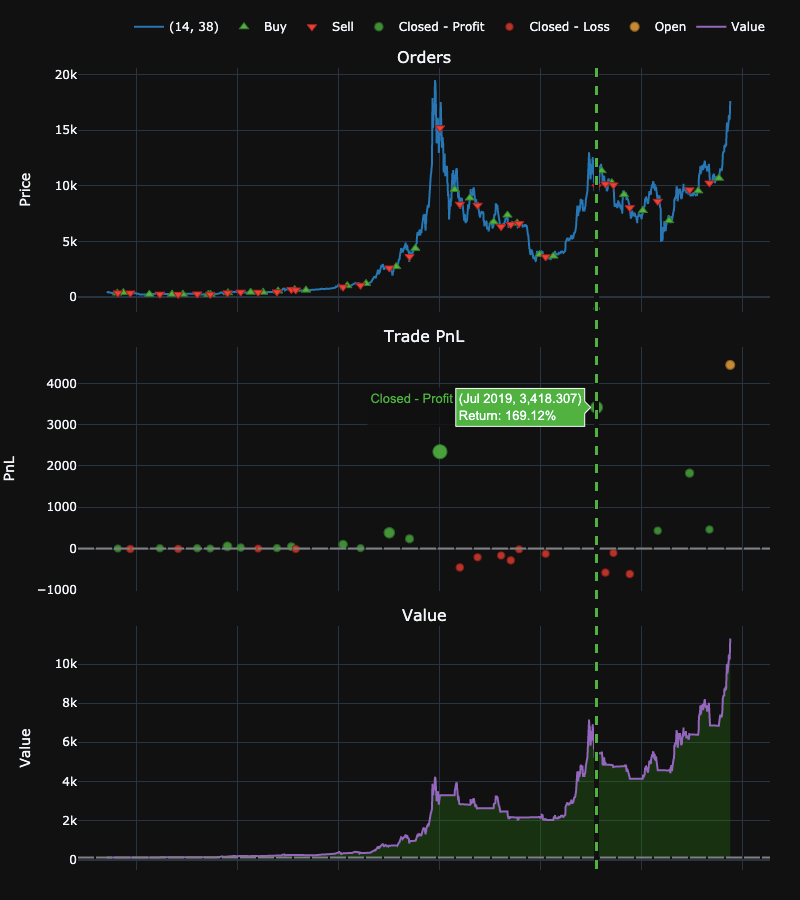 (14, 38) Buy Sell Closed - Profit Closed - Loss Open Value
Orders
20k
15k
10k
5k
0
Price
Trade PnL
4000
3000
2000
1000
0
−1000
PnL
Closed - Profit
(Jul 2019, 3,418.307)
Return: 169.12%
Value
10k
8k
6k
4k
2k
0
Value